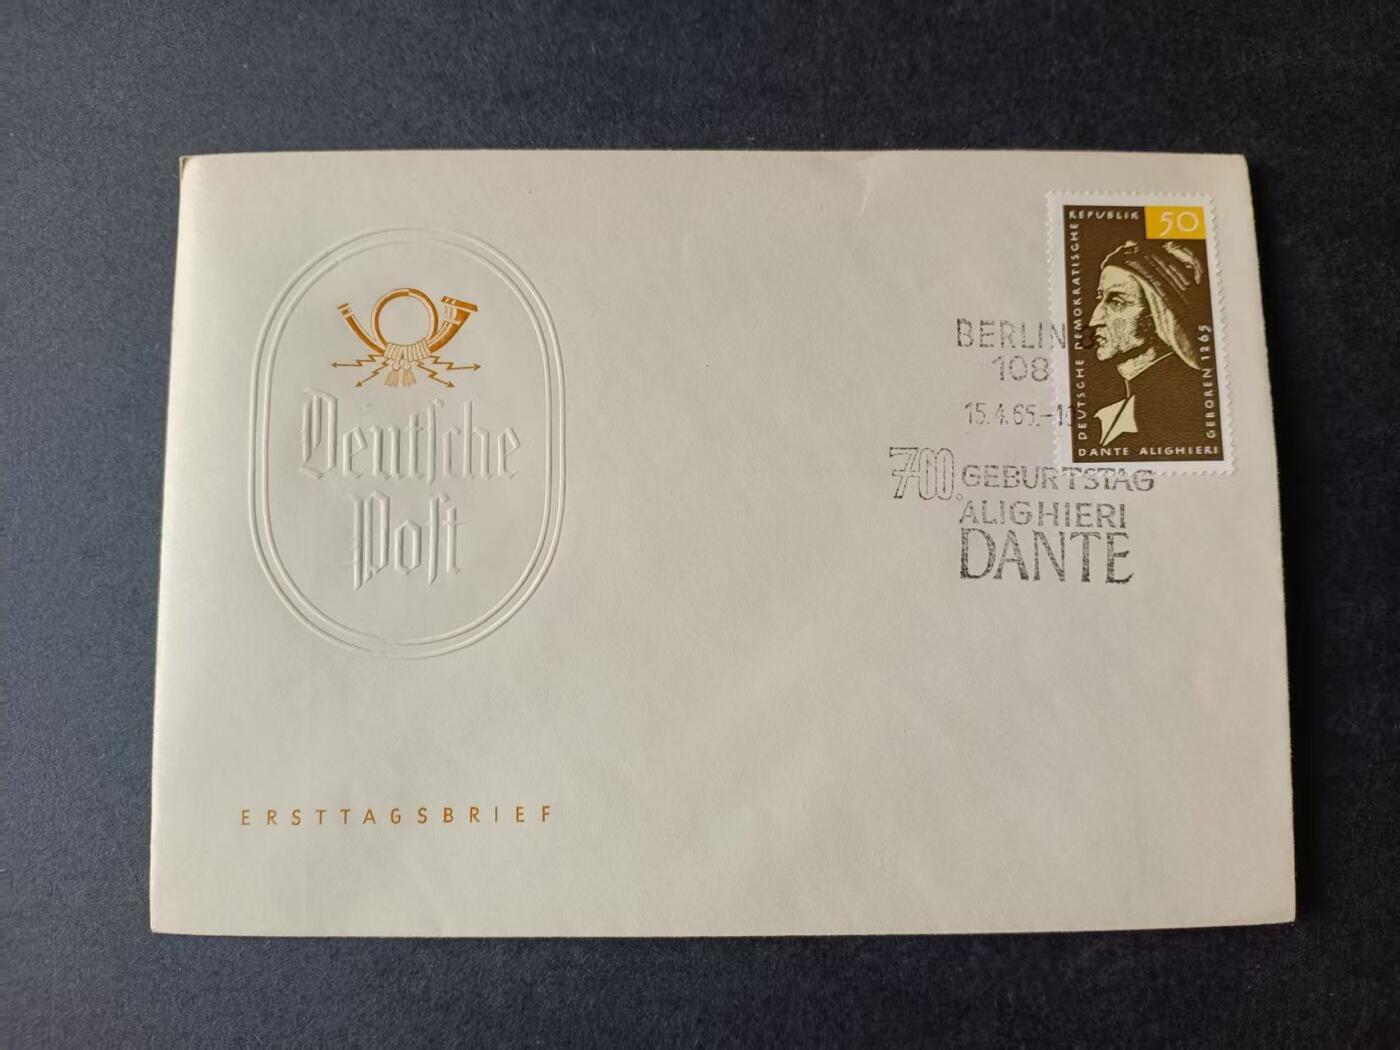 REPUBLIK 50
DEUTSCHE DEMOKRATISCHE
GEBOREN 1265
DANTE ALIGHIERI
BERLIN
108
15.4.65.-10
700. GEBURTSTAG
ALIGHIERI
DANTE
Deutsche
Post
ERSTTAGSBRIEF